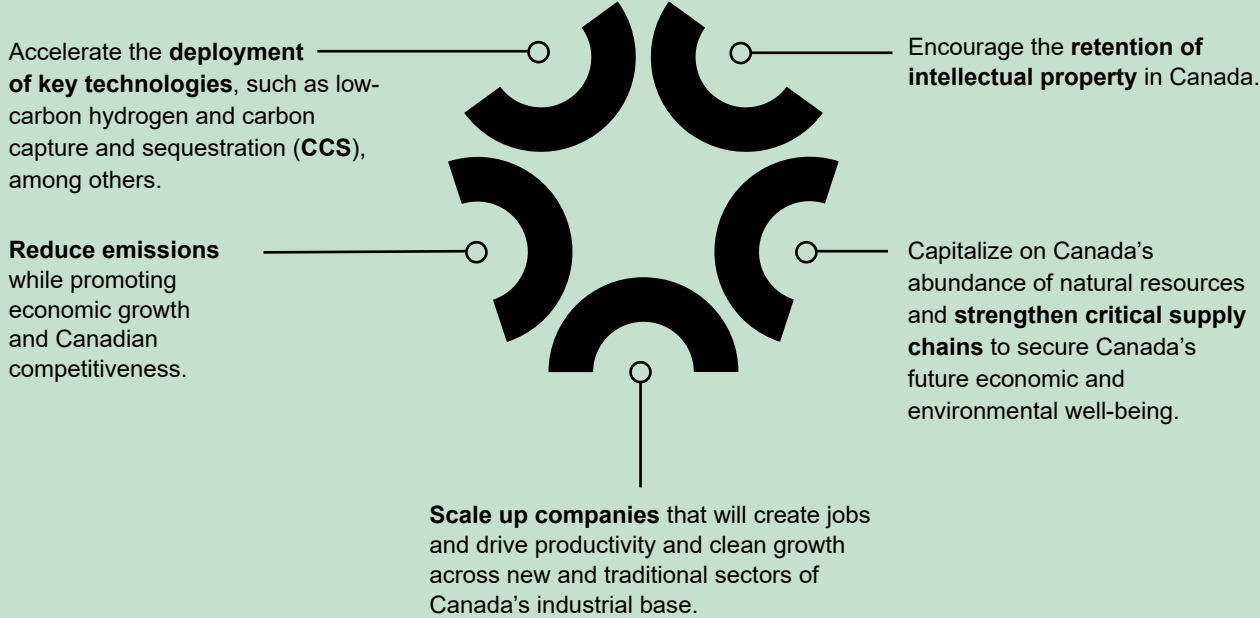 Accelerate the deployment
of key technologies, such as low-
carbon hydrogen and carbon
capture and sequestration (CCS),
among others.
Encourage the retention of
intellectual property in Canada.
Reduce emissions
while promoting
economic growth
and Canadian
competitiveness.
Capitalize on Canada’s
abundance of natural resources
and strengthen critical supply
chains to secure Canada’s
future economic and
environmental well-being.
Scale up companies that will create jobs
and drive productivity and clean growth
across new and traditional sectors of
Canada’s industrial base.